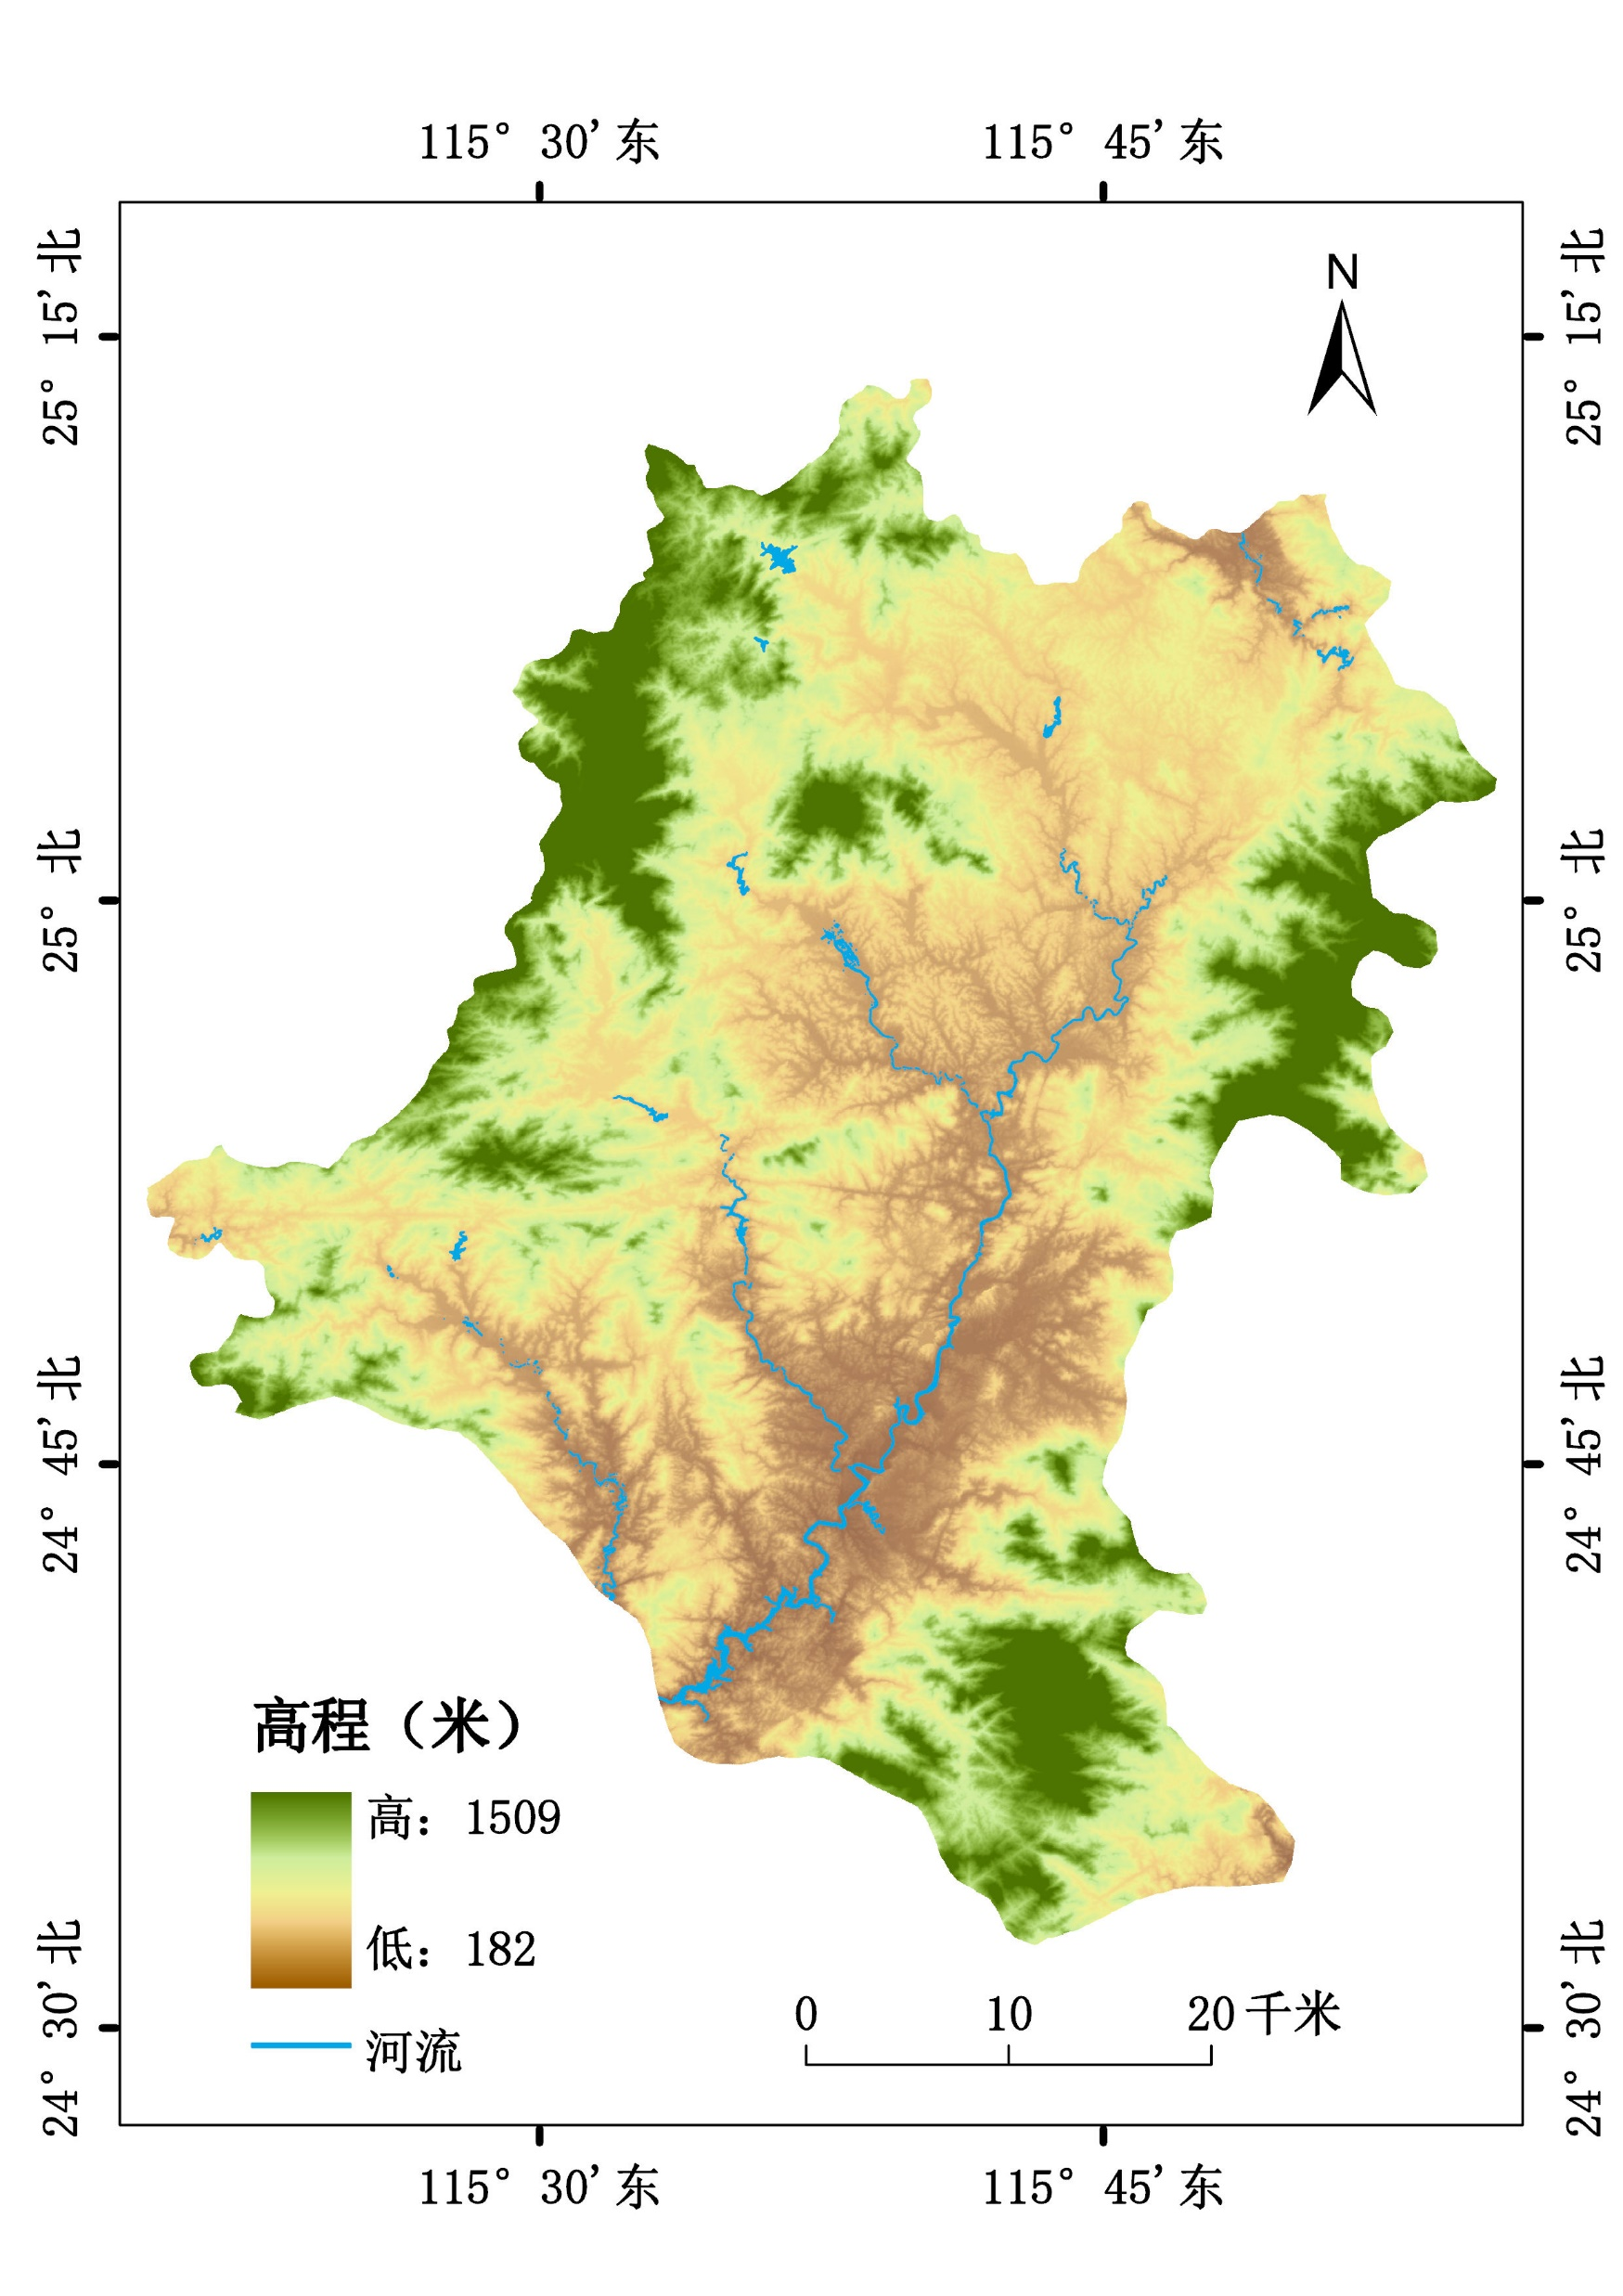 115° 30′东
115° 45′东
N
25° 15′北
25° 15′北
25° 北
25° 北
24° 45′北
24° 45′北
24° 30′北
24° 30′北
高程（米）
高：1509
低：182
河流
0 10 20 千米
115° 30′东
115° 45′东